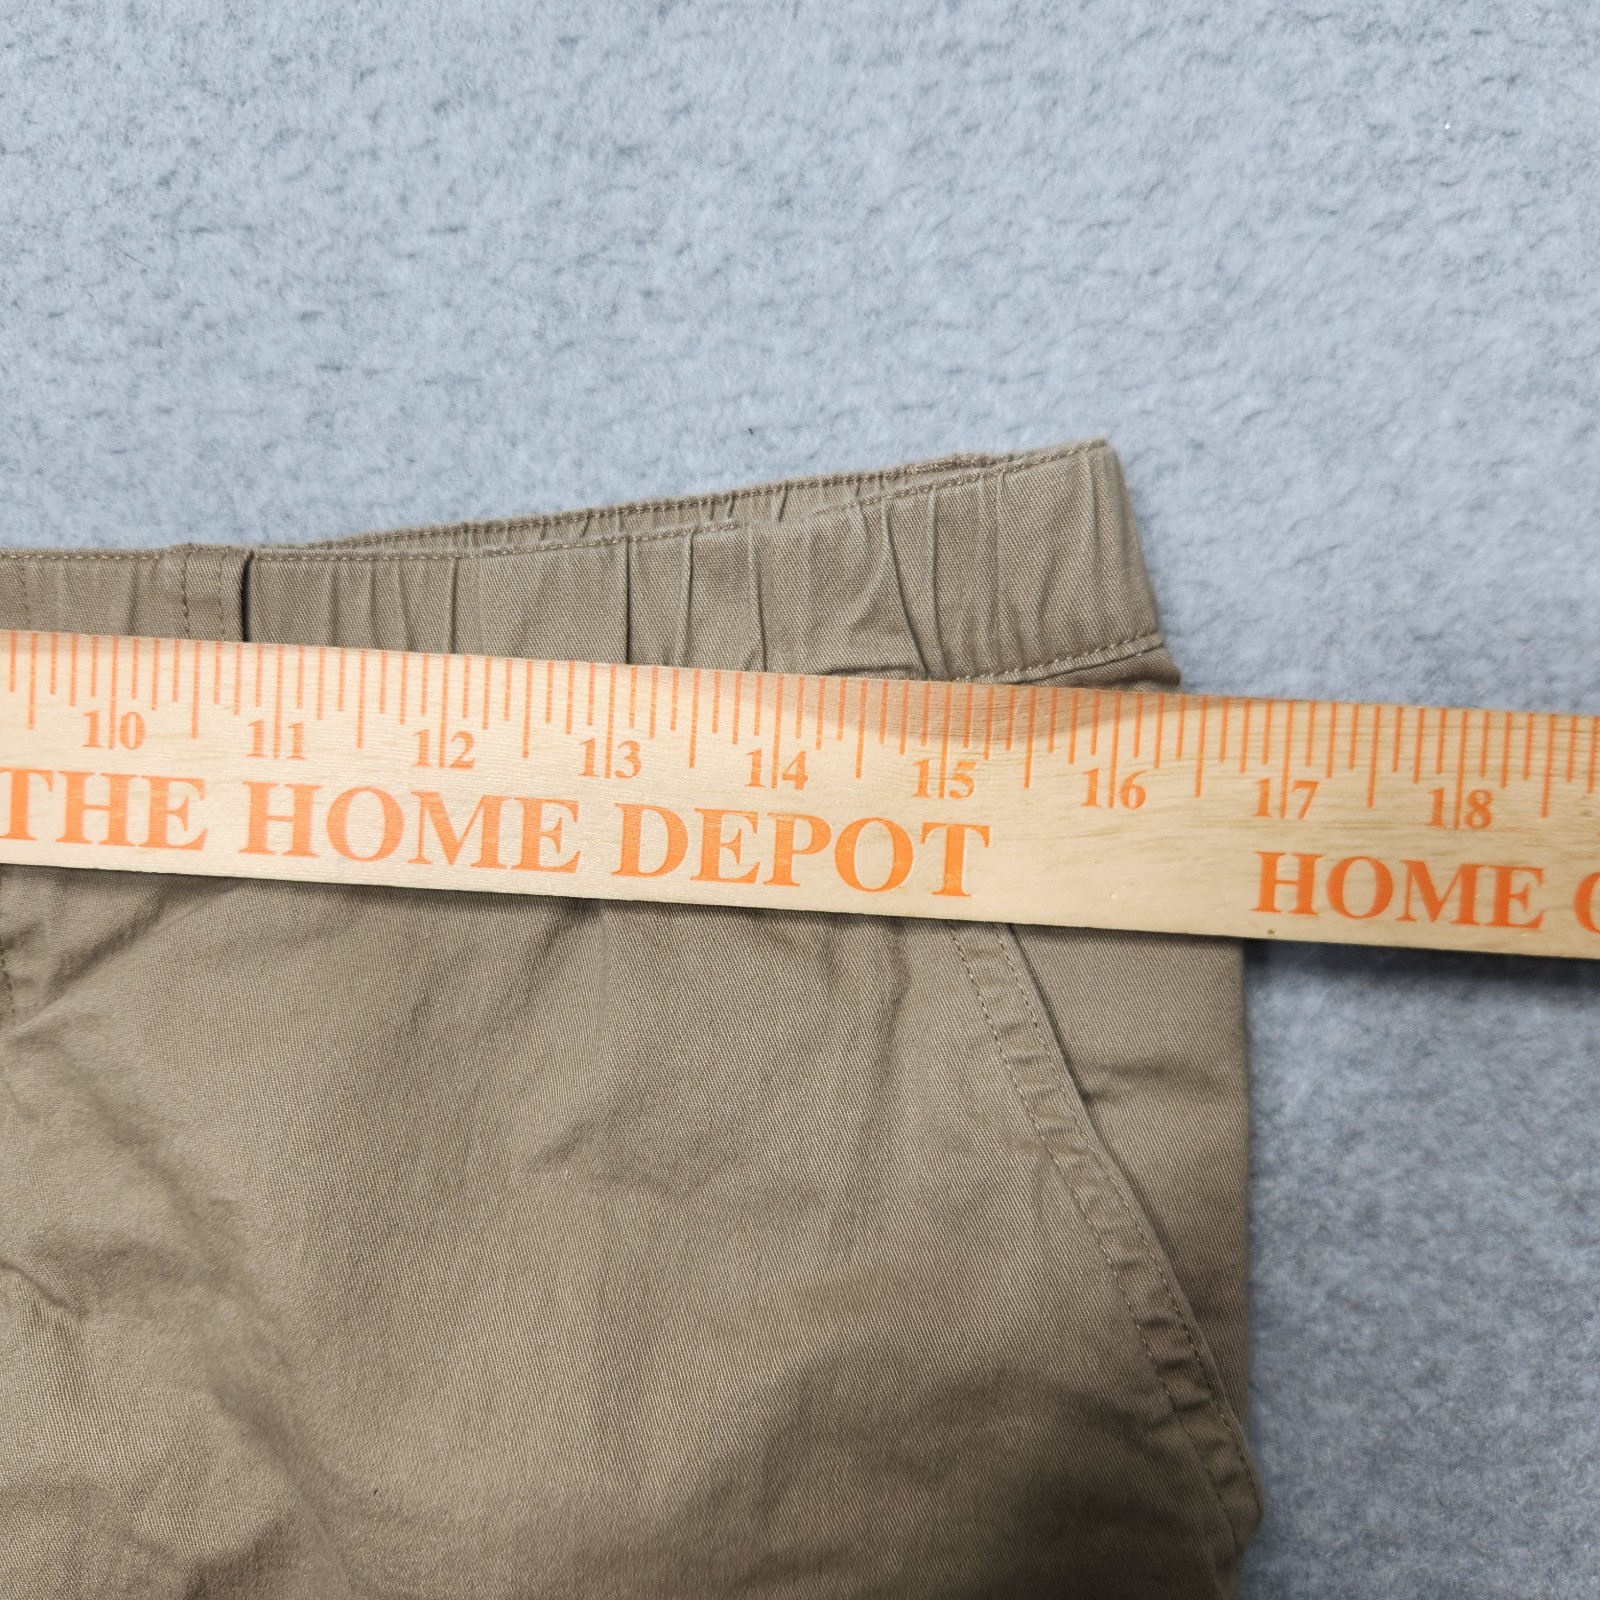 10 11 12 13 14 15 16 17 18
THE HOME DEPOT HOME